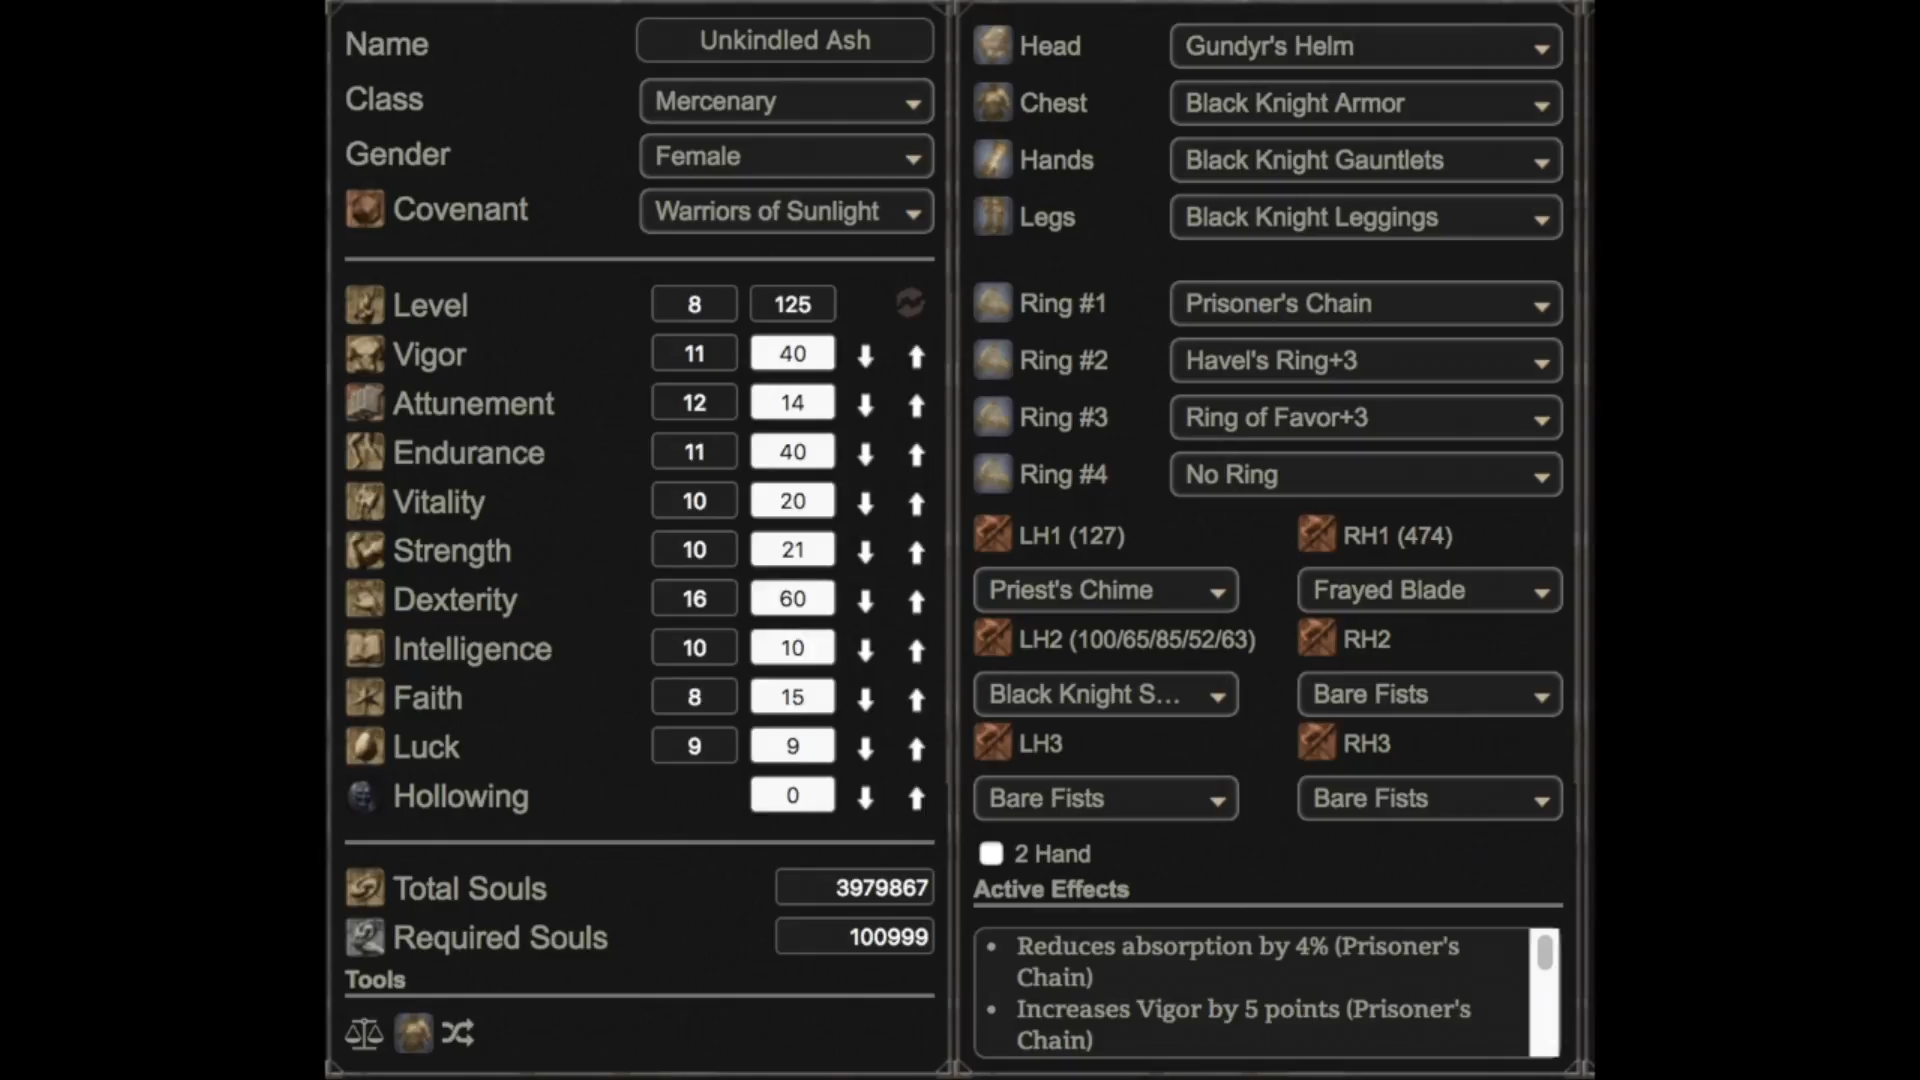 Name Unkindled Ash
Class Mercenary
Gender Female
Covenant Warriors of Sunlight
Level 8 125
Vigor 11 40
Attunement 12 14
Endurance 11 40
Vitality 10 20
Strength 10 21
Dexterity 16 60
Intelligence 10 10
Faith 8 15
Luck 9 9
Hollowing 0
Total Souls 3979867
Required Souls 100999
Tools
Head Gundyr's Helm
Chest Black Knight Armor
Hands Black Knight Gauntlets
Legs Black Knight Leggings
Ring #1 Prisoner's Chain
Ring #2 Havel's Ring+3
Ring #3 Ring of Favor+3
Ring #4 No Ring
LH1 (127) RH1 (474)
Priest's Chime Frayed Blade
LH2 (100/65/85/52/63) RH2
Black Knight S... Bare Fists
LH3 RH3
Bare Fists Bare Fists
2 Hand
Active Effects
• Reduces absorption by 4% (Prisoner's
Chain)
• Increases Vigor by 5 points (Prisoner's
Chain)